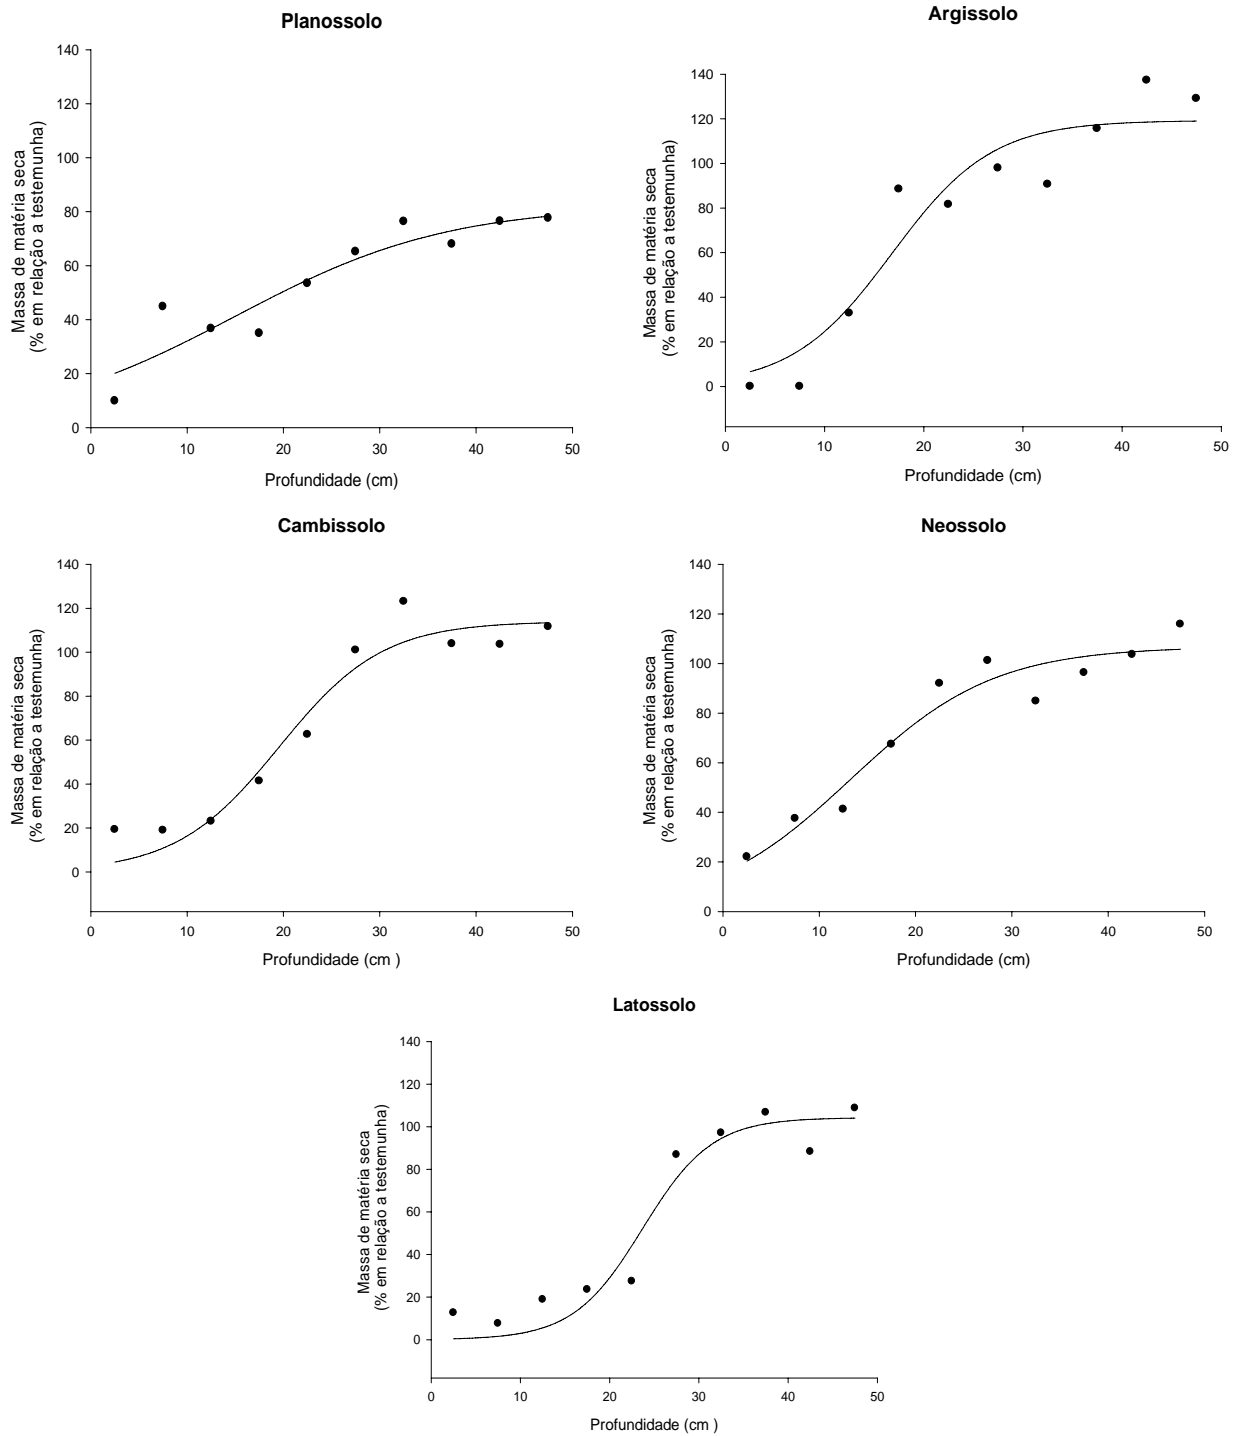 Planossolo
140
120
100
80
60
40
20
0
Massa de matéria seca
(% em relação a testemunha)
0 10 20 30 40 50
Profundidade (cm)
Argissolo
140
120
100
80
60
40
20
0
Massa de matéria seca
(% em relação a testemunha)
0 10 20 30 40 50
Profundidade (cm)
Cambissolo
140
120
100
80
60
40
20
0
Massa de matéria seca
(% em relação a testemunha)
0 10 20 30 40 50
Profundidade (cm )
Neossolo
140
120
100
80
60
40
20
0
Massa de matéria seca
(% em relação a testemunha)
0 10 20 30 40 50
Profundidade (cm)
Latossolo
140
120
100
80
60
40
20
0
Massa de matéria seca
(% em relação a testemunha)
0 10 20 30 40 50
Profundidade (cm )